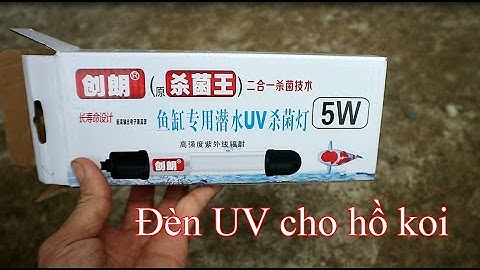 创朗® (原 杀菌王) 二合一杀菌技术
长寿命设计
鱼缸专用潜水UV杀菌灯 5W
高强度紫外线辐射
创朗®
Đèn UV cho hồ koi